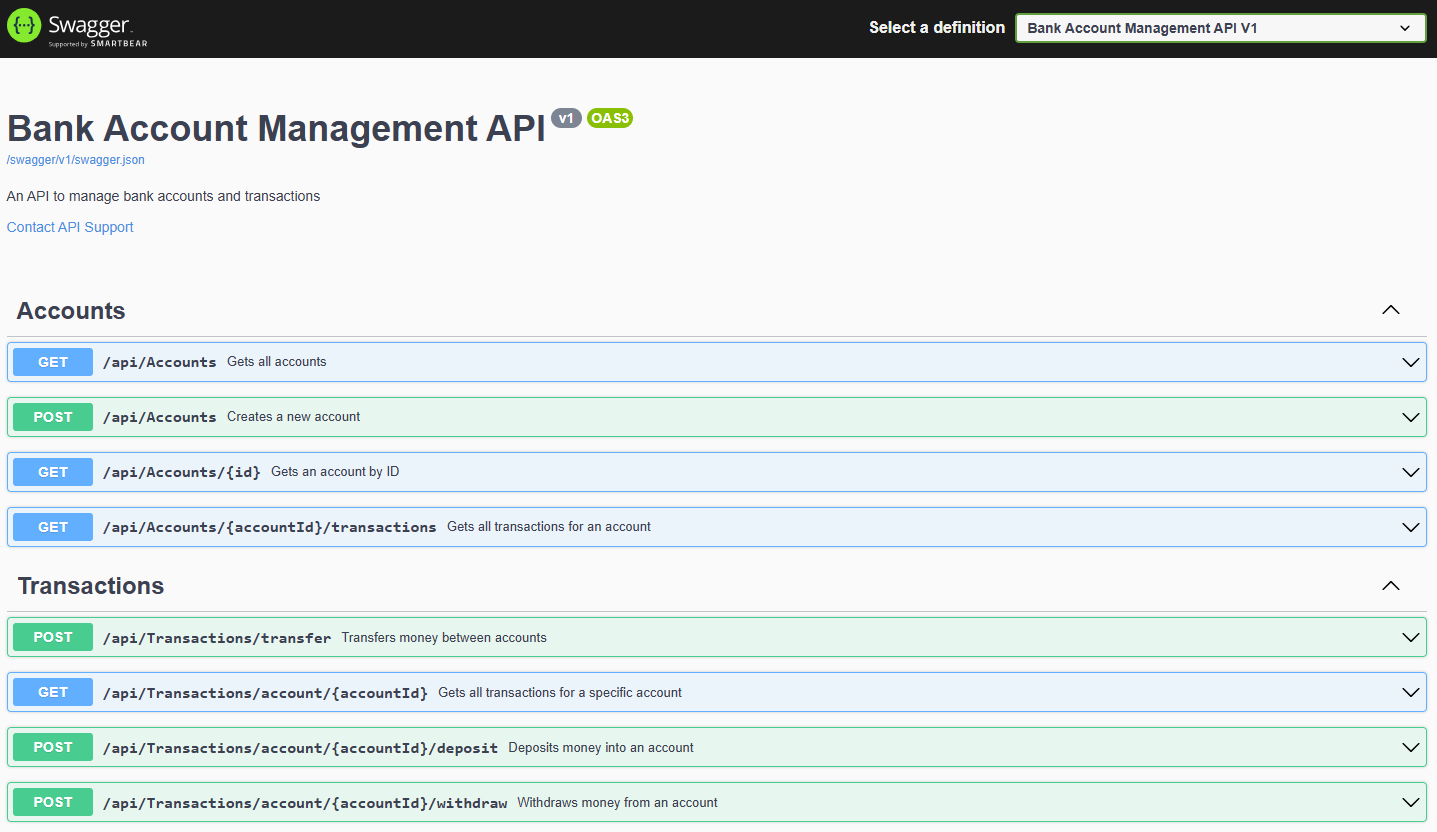 Swagger
Supported by SMARTBEAR
Select a definition
Bank Account Management API V1
Bank Account Management API v1 OAS3
/swagger/v1/swagger.json
An API to manage bank accounts and transactions
Contact API Support
Accounts
GET /api/Accounts Gets all accounts
POST /api/Accounts Creates a new account
GET /api/Accounts/{id} Gets an account by ID
GET /api/Accounts/{accountId}/transactions Gets all transactions for an account
Transactions
POST /api/Transactions/transfer Transfers money between accounts
GET /api/Transactions/account/{accountId} Gets all transactions for a specific account
POST /api/Transactions/account/{accountId}/deposit Deposits money into an account
POST /api/Transactions/account/{accountId}/withdraw Withdraws money from an account